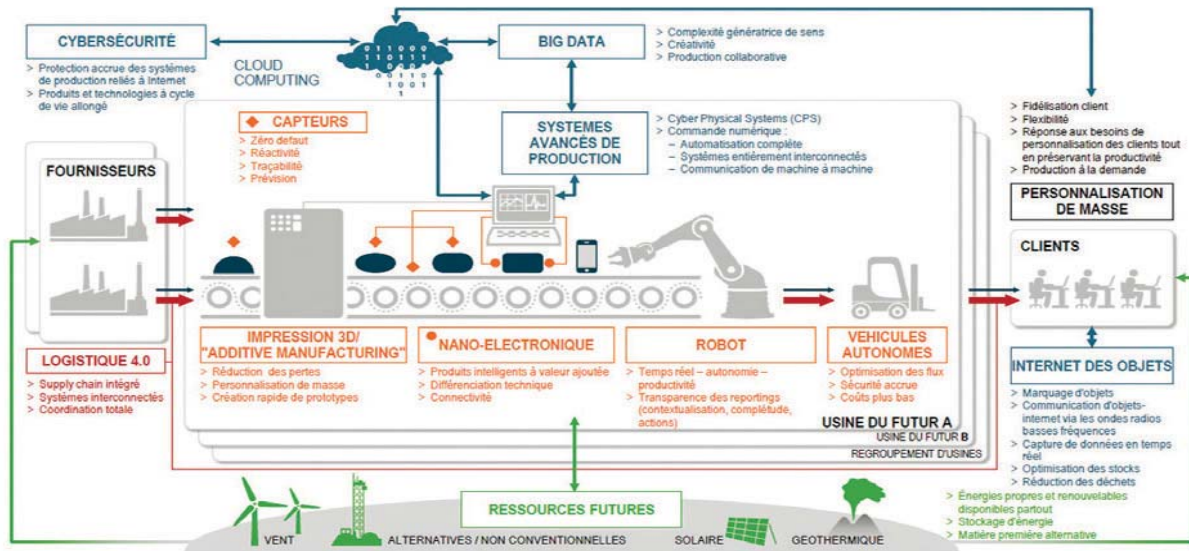 CYBERSÉCURITÉ
> Protection accrue des systèmes
de production reliés à Internet
> Produits et technologies à cycle
de vie allongé
CLOUD
COMPUTING
011000
BIG DATA
> Complexité génératrice de sens
> Créativité
> Production collaborative
CAPTEURS
> Zéro defaut
> Réactivité
> Traçabilité
> Prévision
SYSTEMES
AVANCÉS DE
PRODUCTION
> Cyber Physical Systems (CPS)
> Commande numérique :
– Automatisation complète
– Systèmes entièrement interconnectés
– Communication de machine à machine
> Fidélisation client
> Flexibilité
> Réponse aux besoins de
personnalisation des clients tout
en préservant la productivité
> Production à la demande
PERSONNALISATION
DE MASSE
FOURNISSEURS
CLIENTS
LOGISTIQUE 4.0
> Supply chain intégré
> Systèmes interconnectés
> Coordination totale
IMPRESSION 3D/
"ADDITIVE MANUFACTURING"
> Réduction des pertes
> Personnalisation de masse
> Création rapide de prototypes
NANO-ELECTRONIQUE
> Produits intelligents à valeur ajoutée
> Différenciation technique
> Connectivité
ROBOT
> Temps réel – autonomie –
productivité
> Transparence des reportings
(contextualisation, complétude,
actions)
VEHICULES
AUTONOMES
> Optimisation des flux
> Sécurité accrue
> Coûts plus bas
USINE DU FUTUR A
USINE DU FUTUR B
REGROUPEMENT D'USINES
INTERNET DES OBJETS
> Marquage d'objets
> Communication d'objets-
internet via les ondes radios
basses fréquences
> Capture de données en temps
réel
> Optimisation des stocks
> Réduction des déchets
RESSOURCES FUTURES
> Énergies propres et renouvelables
disponibles partout
> Stockage d'énergie
> Matière première alternative
VENT
ALTERNATIVES / NON CONVENTIONNELLES
SOLAIRE
GEOTHERMIQUE